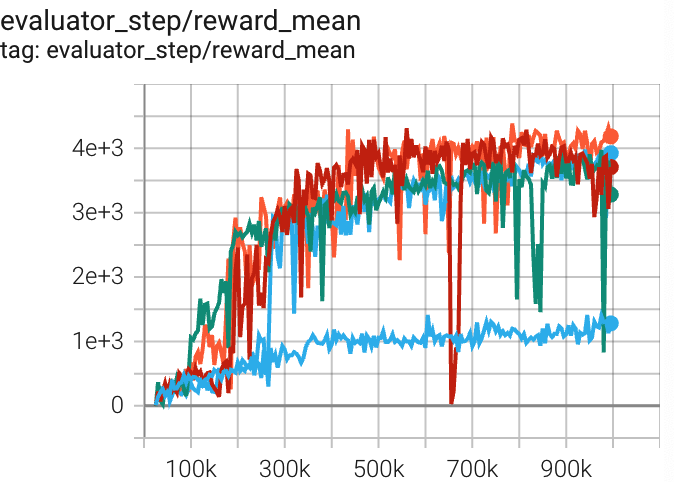 evaluator_step/reward_mean
tag: evaluator_step/reward_mean
4e+3
3e+3
2e+3
1e+3
0
100k 300k 500k 700k 900k